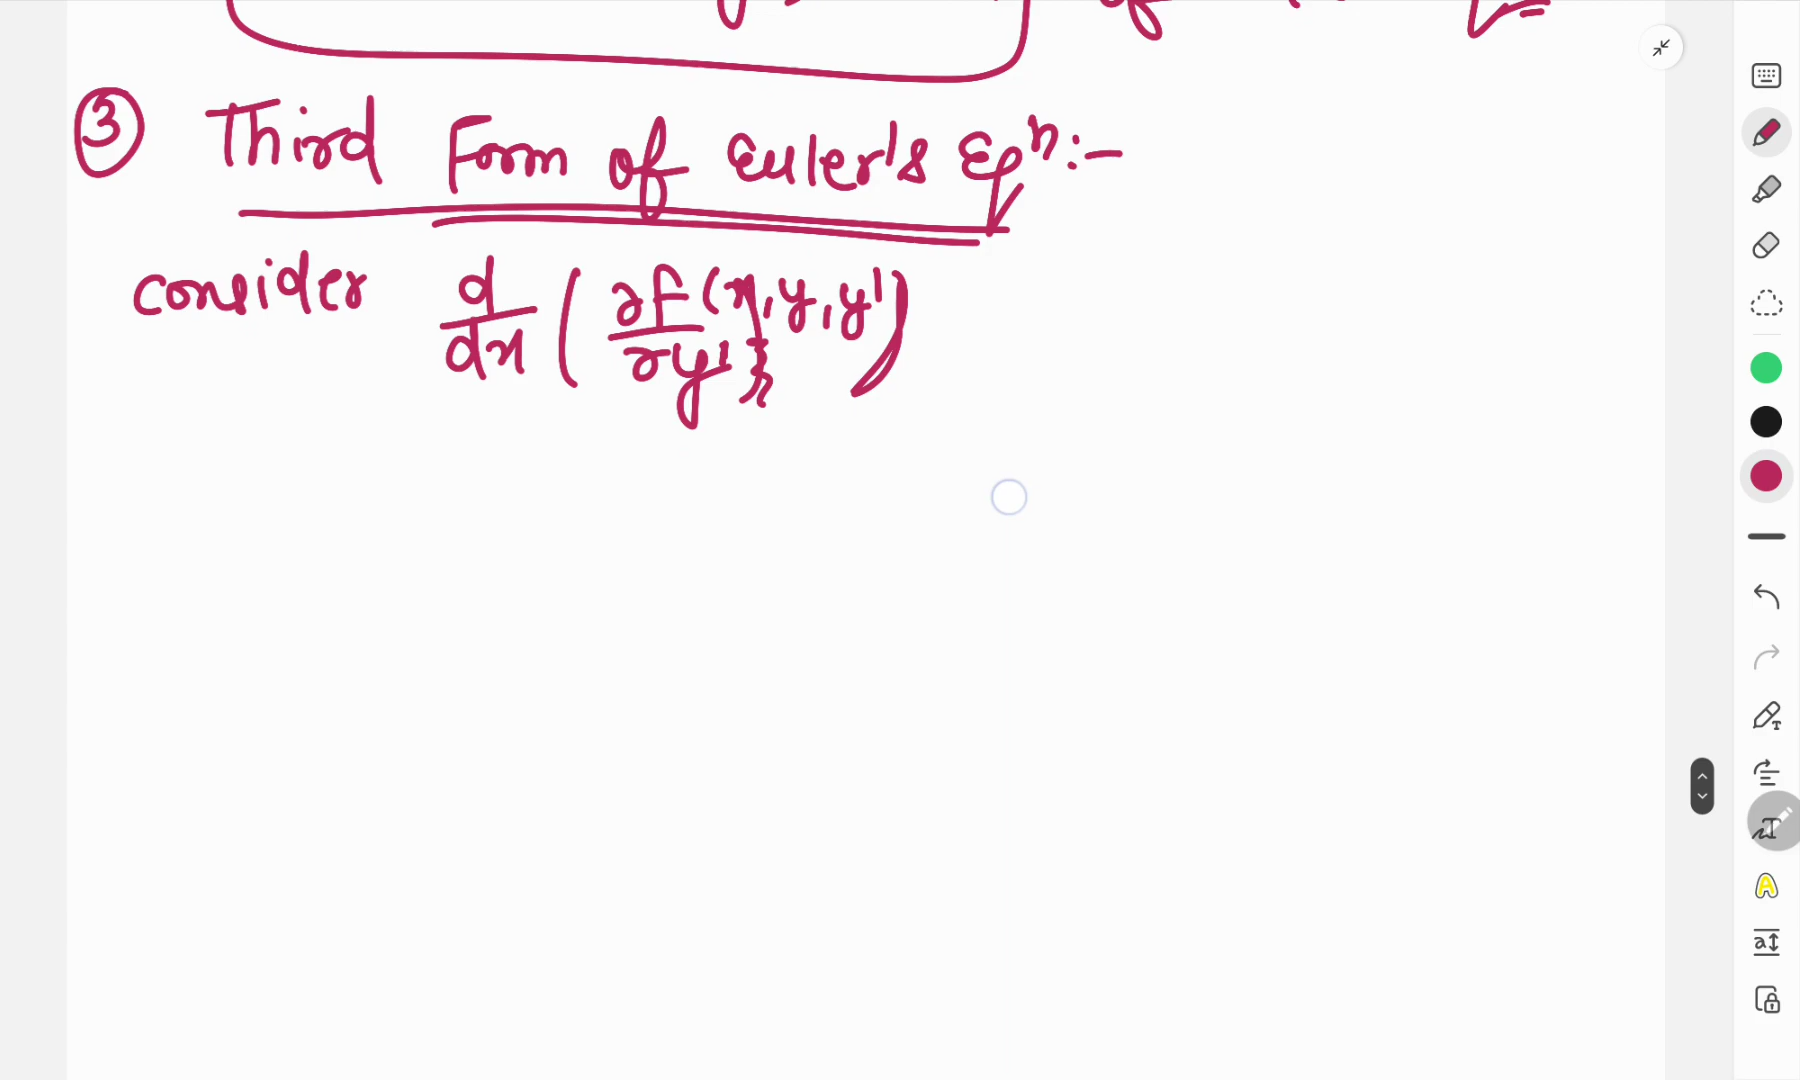 ③ Third Form of Euler's Eqⁿ:-
consider d/dx ( ∂F(x,y,y')/∂y' )